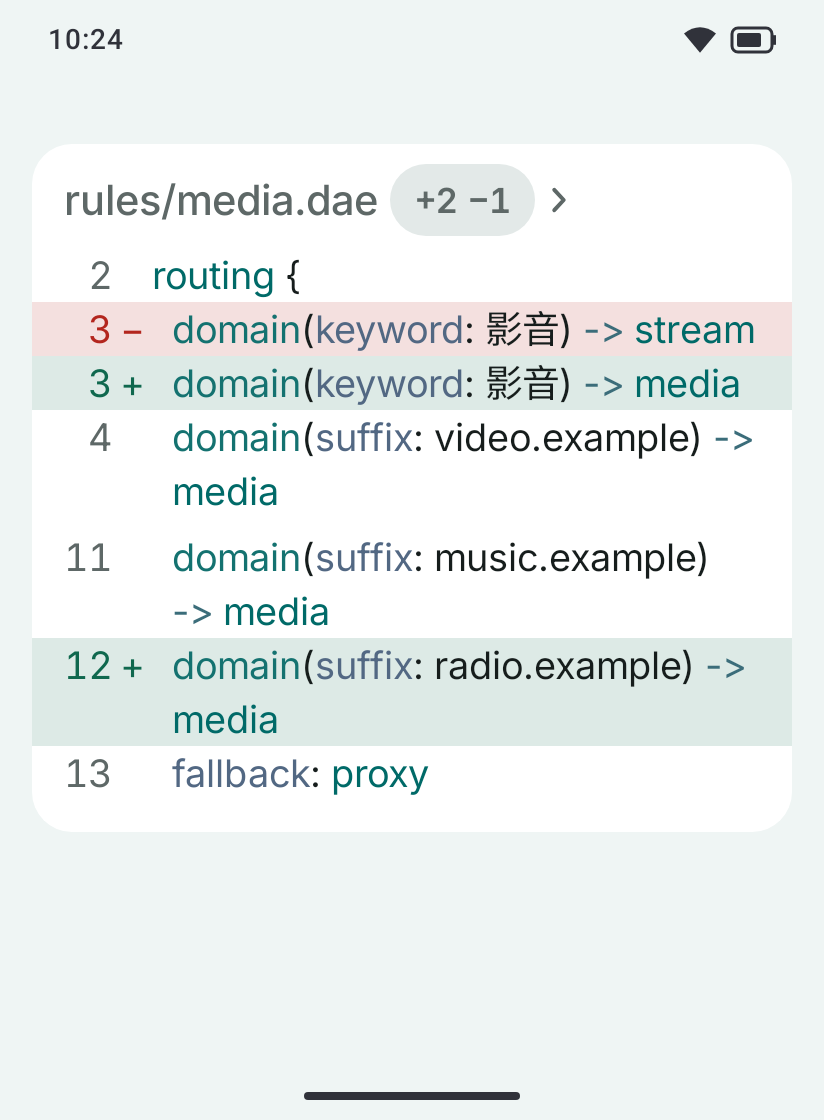 10:24
rules/media.dae +2 −1
2 routing {
3 − domain(keyword: 影音) -> stream
3 + domain(keyword: 影音) -> media
4 domain(suffix: video.example) ->
media
11 domain(suffix: music.example)
-> media
12 + domain(suffix: radio.example) ->
media
13 fallback: proxy